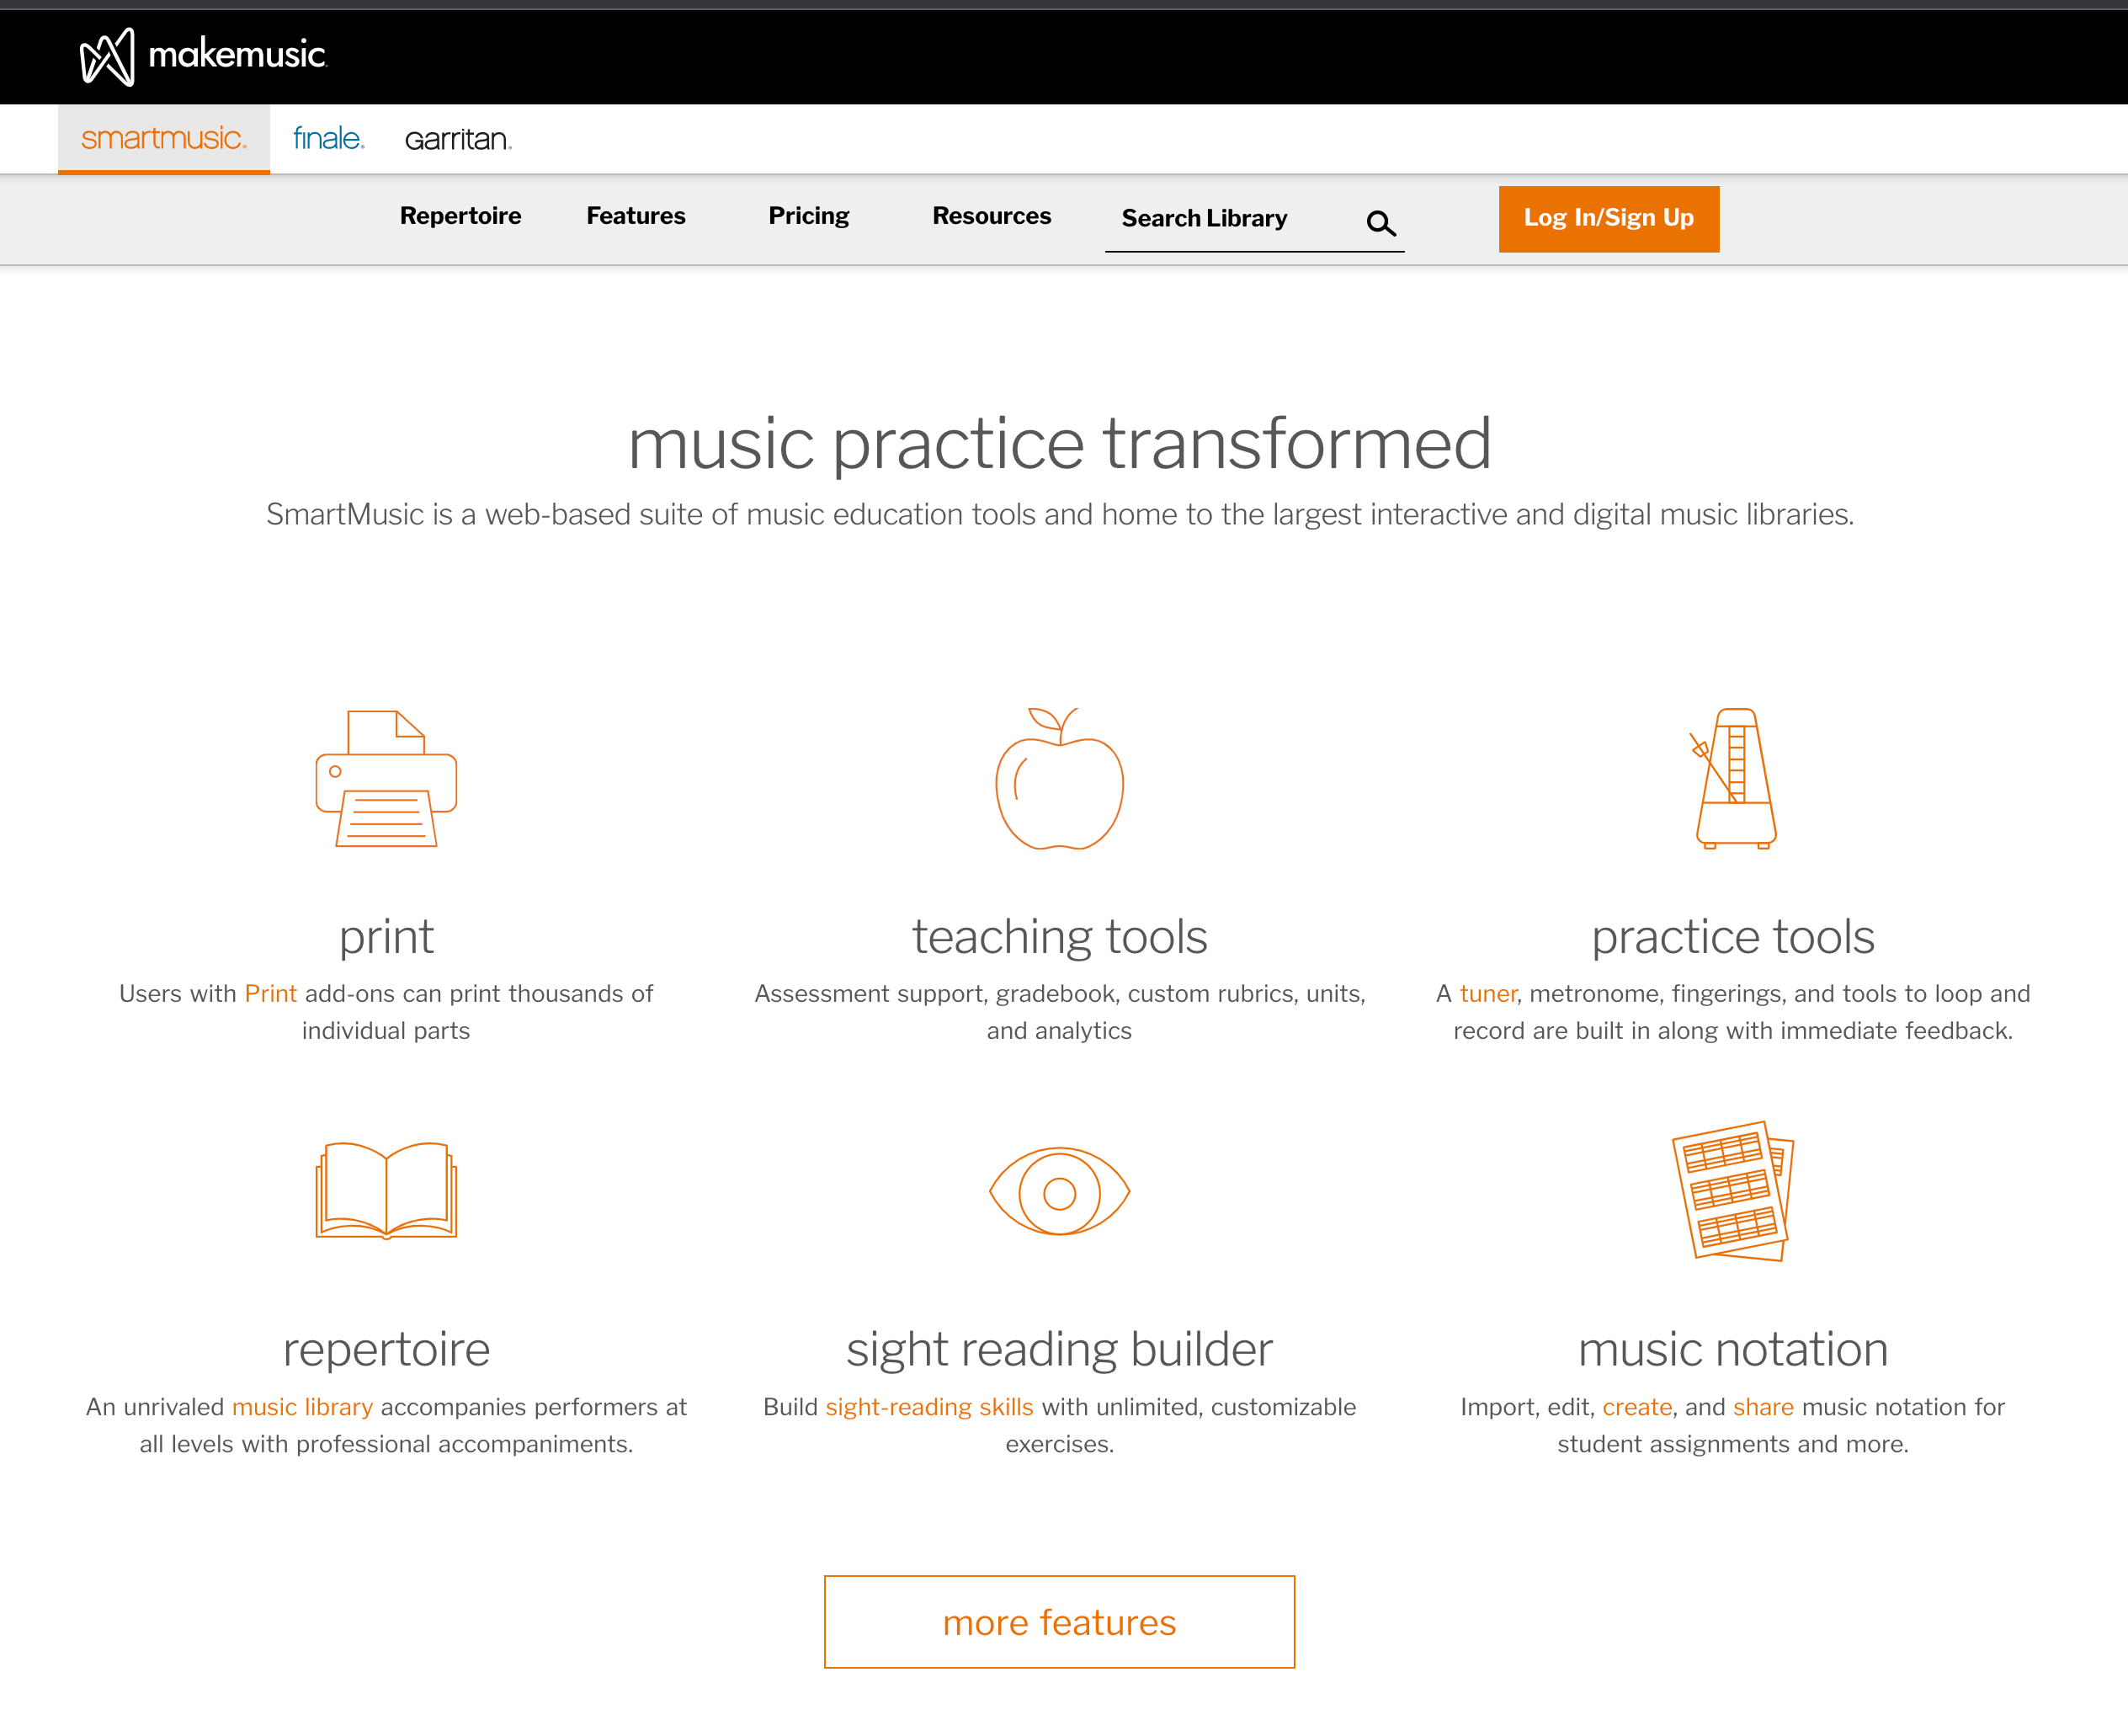 makemusic
smartmusic. finale. Garritan.
Repertoire Features Pricing Resources Search Library Log In/Sign Up
music practice transformed
SmartMusic is a web-based suite of music education tools and home to the largest interactive and digital music libraries.
print
Users with Print add-ons can print thousands of
individual parts
teaching tools
Assessment support, gradebook, custom rubrics, units,
and analytics
practice tools
A tuner, metronome, fingerings, and tools to loop and
record are built in along with immediate feedback.
repertoire
An unrivaled music library accompanies performers at
all levels with professional accompaniments.
sight reading builder
Build sight-reading skills with unlimited, customizable
exercises.
music notation
Import, edit, create, and share music notation for
student assignments and more.
more features